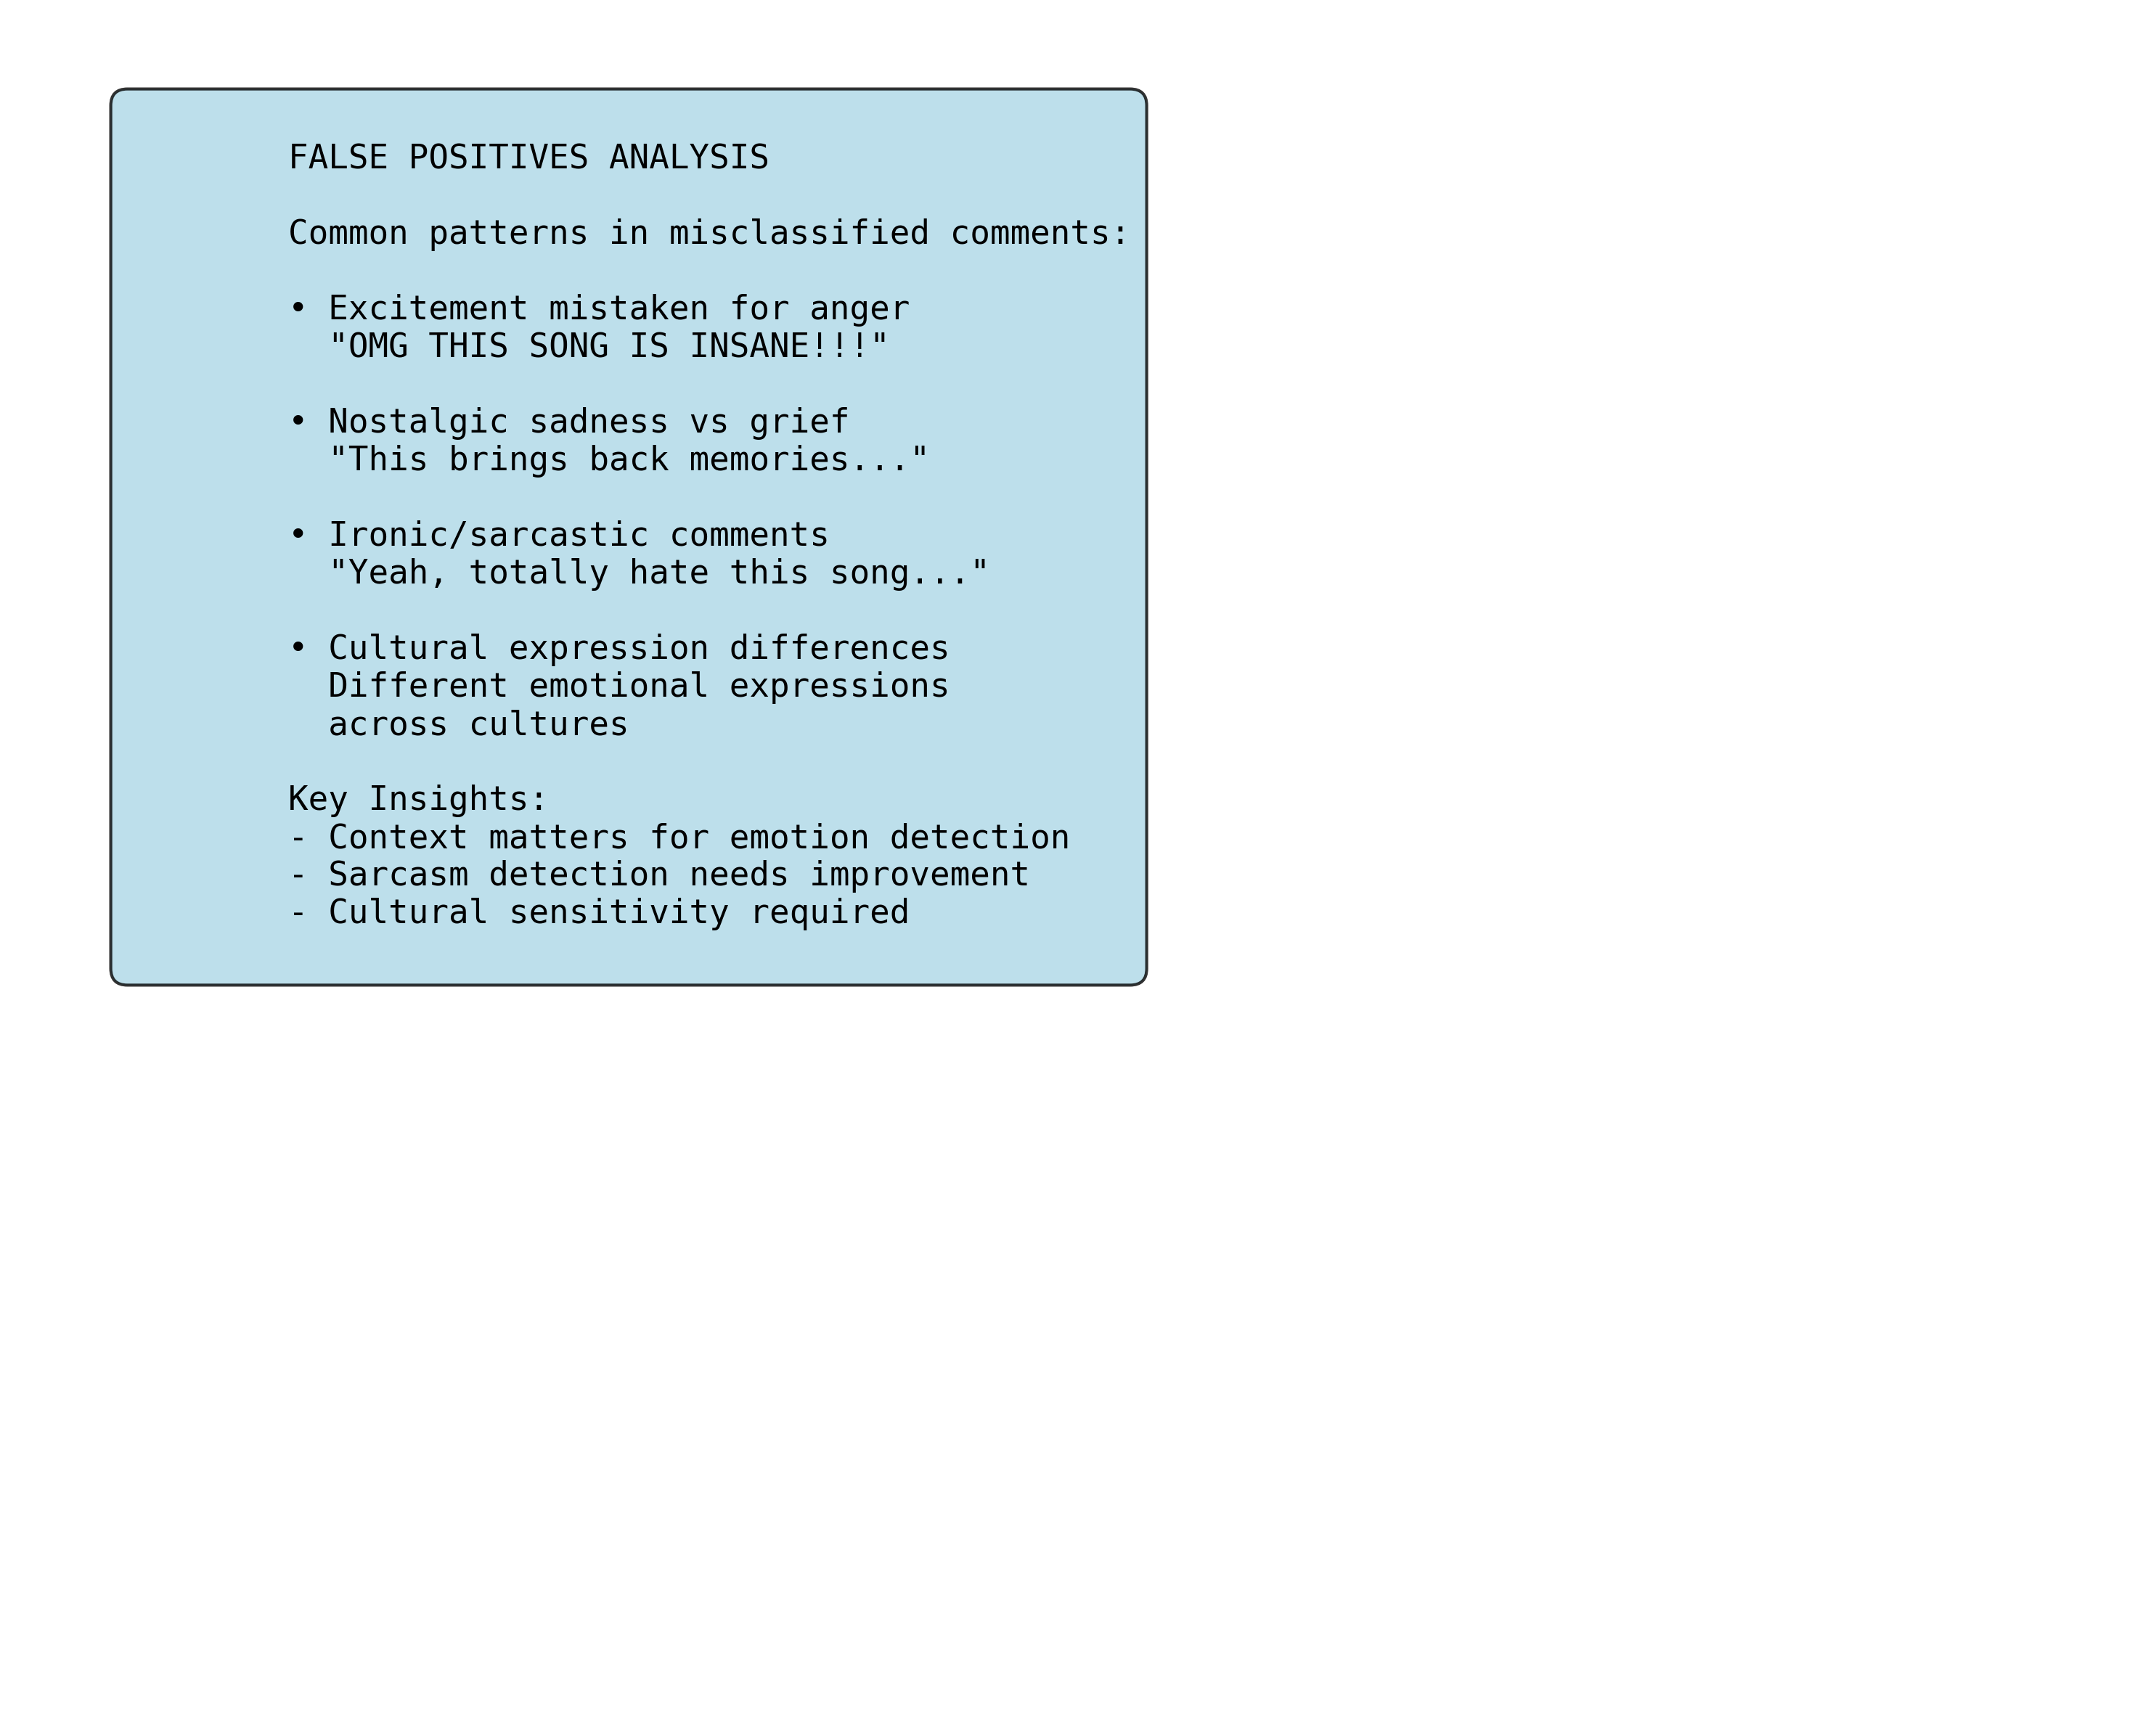 FALSE POSITIVES ANALYSIS
Common patterns in misclassified comments:
• Excitement mistaken for anger
"OMG THIS SONG IS INSANE!!!"
• Nostalgic sadness vs grief
"This brings back memories..."
• Ironic/sarcastic comments
"Yeah, totally hate this song..."
• Cultural expression differences
Different emotional expressions
across cultures
Key Insights:
- Context matters for emotion detection
- Sarcasm detection needs improvement
- Cultural sensitivity required